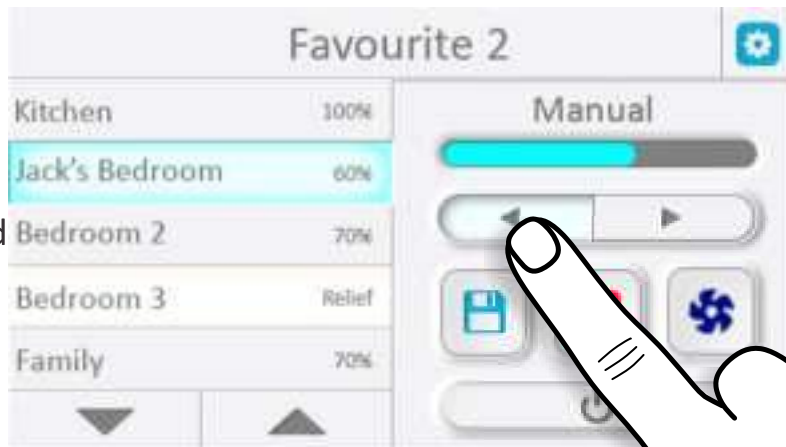 Favourite 2
Kitchen 100%
Manual
Jack's Bedroom 60%
Bedroom 2 70%
Bedroom 3 Relief
Family 70%